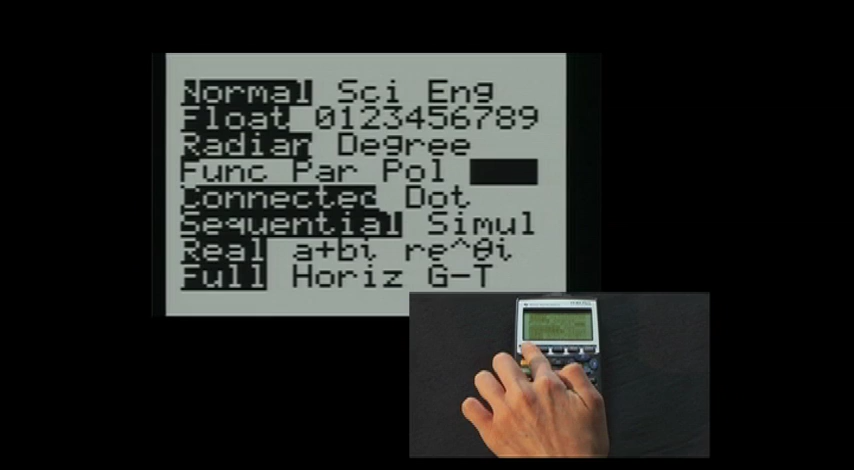 Normal Sci Eng
Float 0123456789
Radian Degree
Func Par Pol
Connected Dot
Sequential Simul
Real a+bi re^θi
Full Horiz G-T